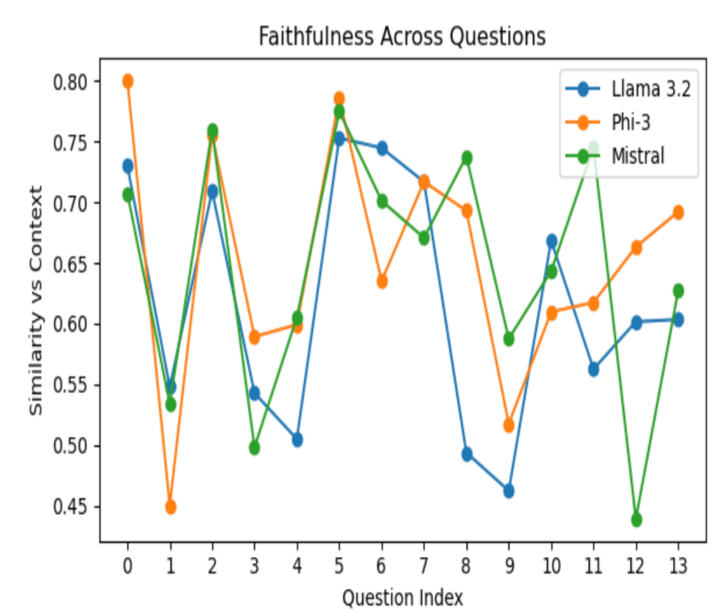 Faithfulness Across Questions
Llama 3.2
Phi-3
Mistral
Similarity vs Context
0.80
0.75
0.70
0.65
0.60
0.55
0.50
0.45
0 1 2 3 4 5 6 7 8 9 10 11 12 13
Question Index